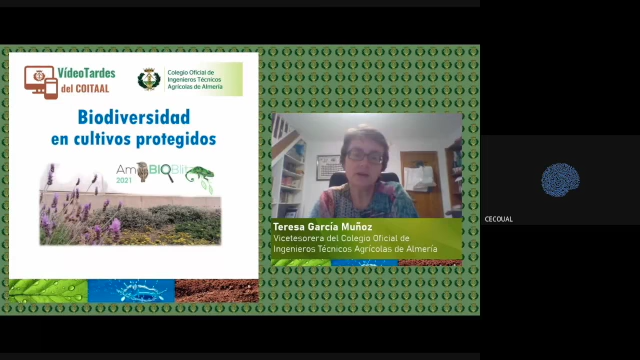 VídeoTardes
del COITAAL
Colegio Oficial de
Ingenieros Técnicos
Agrícolas de Almería
Biodiversidad
en cultivos protegidos
2021
Teresa García Muñoz
Vicetesorera del Colegio Oficial de
Ingenieros Técnicos Agrícolas de Almería
CECOUAL